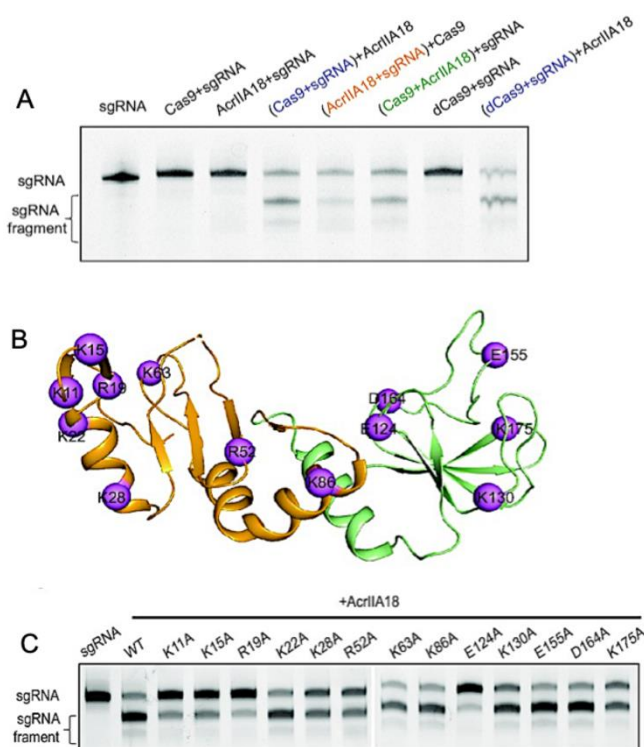 A
sgRNA
Cas9+sgRNA
AcrIIA18+sgRNA
(Cas9+sgRNA)+AcrIIA18
(AcrIIA18+sgRNA)+Cas9
(Cas9+AcrIIA18)+sgRNA
dCas9+sgRNA
(dCas9+sgRNA)+AcrIIA18
sgRNA
sgRNA
fragment
B
K15
K63
K11
R19
K22
K28
R52
K86
E155
D164
E124
K175
K130
+AcrIIA18
C
sgRNA
WT
K11A
K15A
R19A
K22A
K28A
R52A
K63A
K86A
E124A
K130A
E155A
D164A
K175A
sgRNA
sgRNA
frament